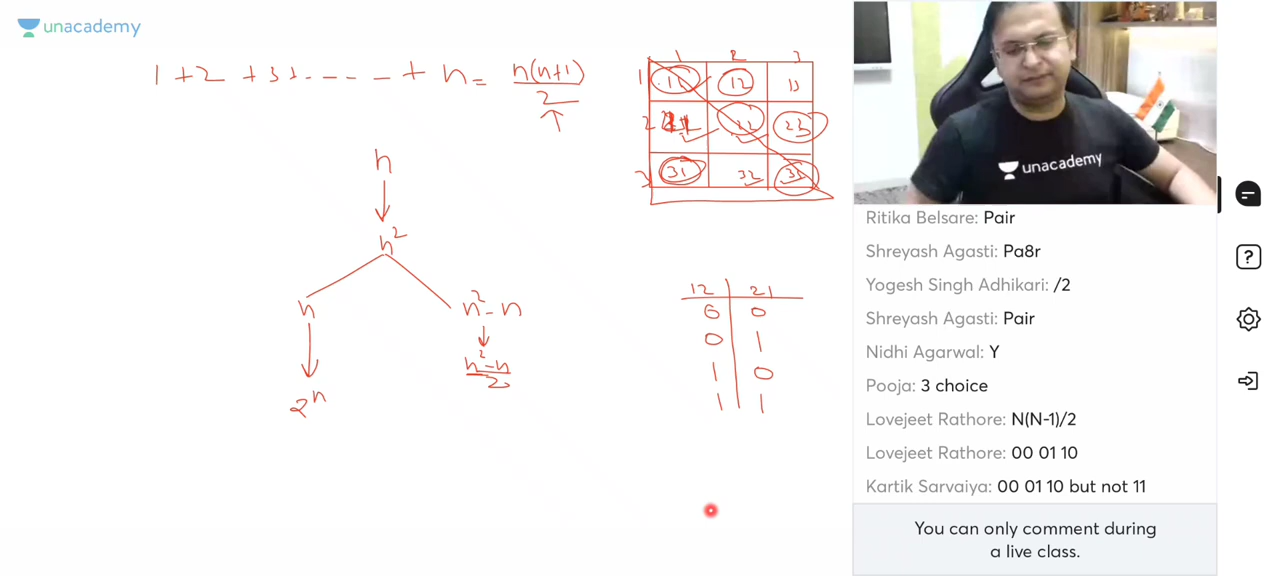 unacademy
1 + 2 + 3 + - - - - + n = n(n+1)/2
n
n²
n n²-n
2ⁿ n²-n/2
1 2 3
1 11 12 13
2 22 23
3 31 32 33
12 21
0 0
0 1
1 0
1 1
unacademy
Ritika Belsare: Pair
Shreyash Agasti: Pa8r
Yogesh Singh Adhikari: /2
Shreyash Agasti: Pair
Nidhi Agarwal: Y
Pooja: 3 choice
Lovejeet Rathore: N(N-1)/2
Lovejeet Rathore: 00 01 10
Kartik Sarvaiya: 00 01 10 but not 11
You can only comment during
a live class.